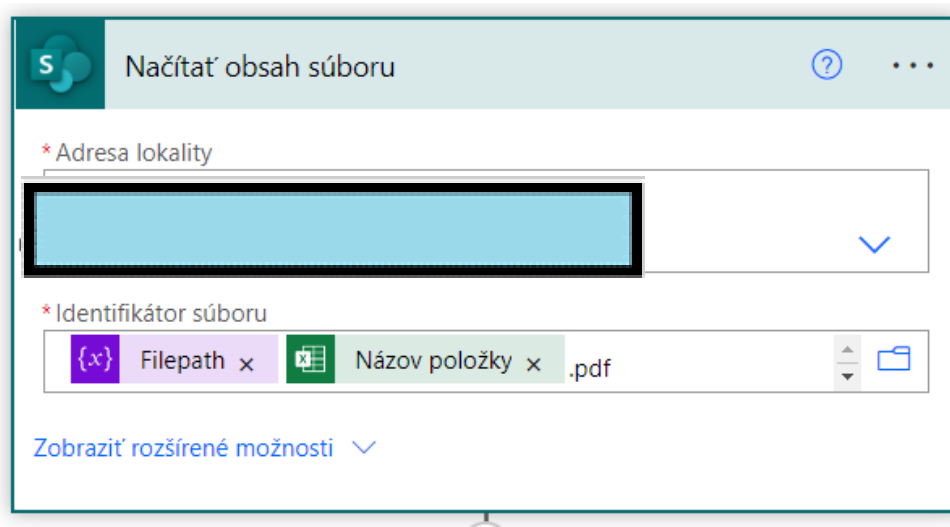 S Načítať obsah súboru ? ...
* Adresa lokality
* Identifikátor súboru
{x} Filepath × x Názov položky × .pdf
Zobraziť rozšírené možnosti